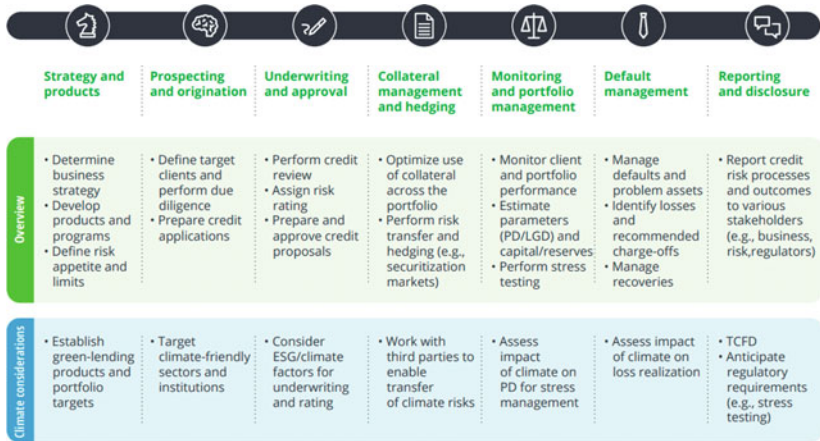 Strategy and
products
Prospecting
and origination
Underwriting
and approval
Collateral
management
and hedging
Monitoring
and portfolio
management
Default
management
Reporting
and disclosure
Overview
• Determine
business
strategy
• Develop
products and
programs
• Define risk
appetite and
limits
• Define target
clients and
perform due
diligence
• Prepare credit
applications
• Perform credit
review
• Assign risk
rating
• Prepare and
approve credit
proposals
• Optimize use
of collateral
across the
portfolio
• Perform risk
transfer and
hedging (e.g.,
securitization
markets)
• Monitor client
and portfolio
performance
• Estimate
parameters
(PD/LGD) and
capital/reserves
• Perform stress
testing
• Manage
defaults and
problem assets
• Identify losses
and
recommended
charge-offs
• Manage
recoveries
• Report credit
risk processes
and outcomes
to various
stakeholders
(e.g., business,
risk,regulators)
Climate considerations
• Establish
green-lending
products and
portfolio
targets
• Target
climate-friendly
sectors and
institutions
• Consider
ESG/climate
factors for
underwriting
and rating
• Work with
third parties to
enable
transfer
of climate risks
• Assess
impact
of climate on
PD for stress
management
• Assess impact
of climate on
loss realization
• TCFD
• Anticipate
regulatory
requirements
(e.g., stress
testing)